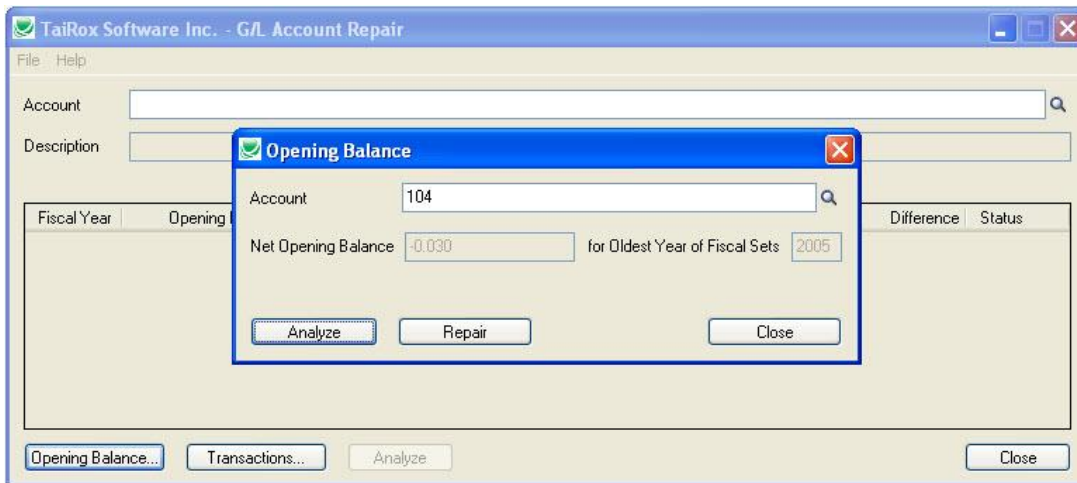 TaiRox Software Inc. - G/L Account Repair
File Help
Account
Description
Opening Balance
Account 104
Net Opening Balance -0.030 for Oldest Year of Fiscal Sets 2005
Analyze Repair Close
Fiscal Year Opening Difference Status
Opening Balance... Transactions... Analyze Close